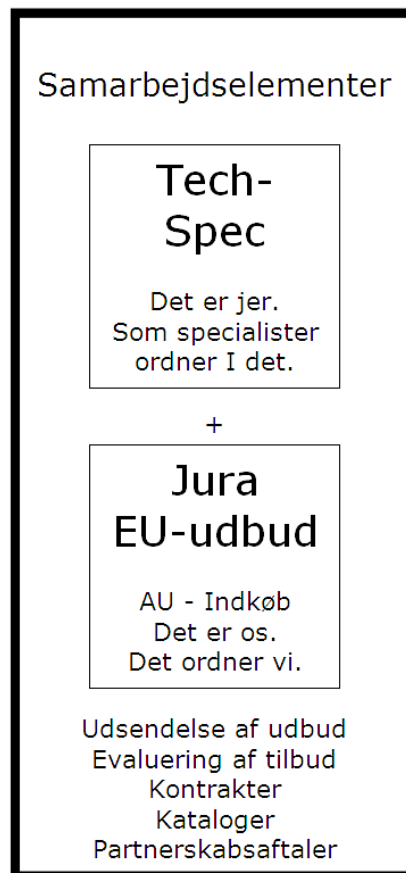 Samarbejdselementer
Tech-
Spec
Det er jer.
Som specialister
ordner I det.
+
Jura
EU-udbud
AU - Indkøb
Det er os.
Det ordner vi.
Udsendelse af udbud
Evaluering af tilbud
Kontrakter
Kataloger
Partnerskabsaftaler